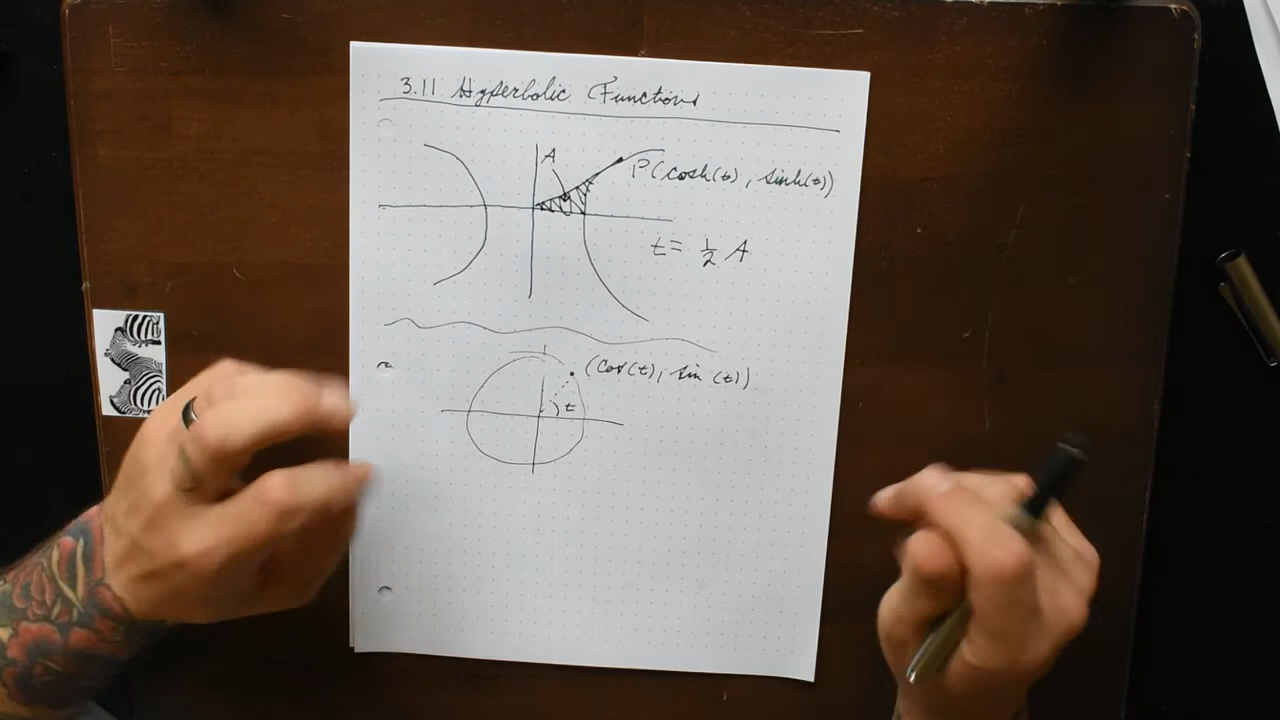 3.11 Hyperbolic Functions
A
P(cosh(t), sinh(t))
t = 1/2 A
(cos(t), sin(t))
t